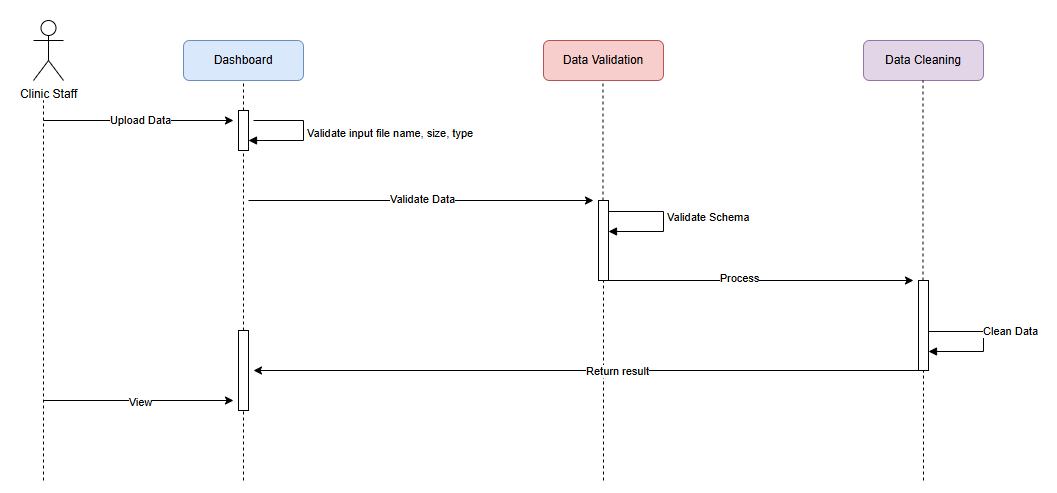 Clinic Staff
Dashboard
Data Validation
Data Cleaning
Upload Data
Validate input file name, size, type
Validate Data
Validate Schema
Process
Clean Data
Return result
View